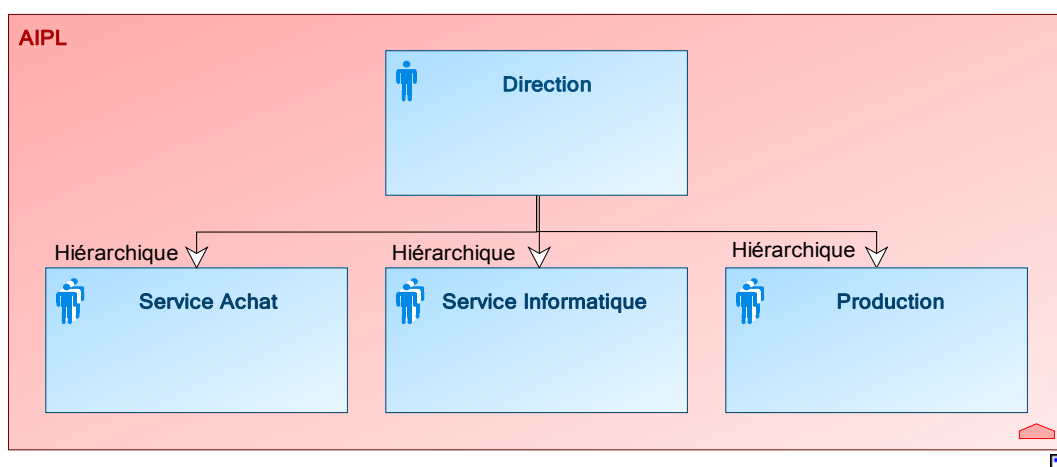 AIPL
Direction
Hiérarchique
Hiérarchique
Hiérarchique
Service Achat
Service Informatique
Production